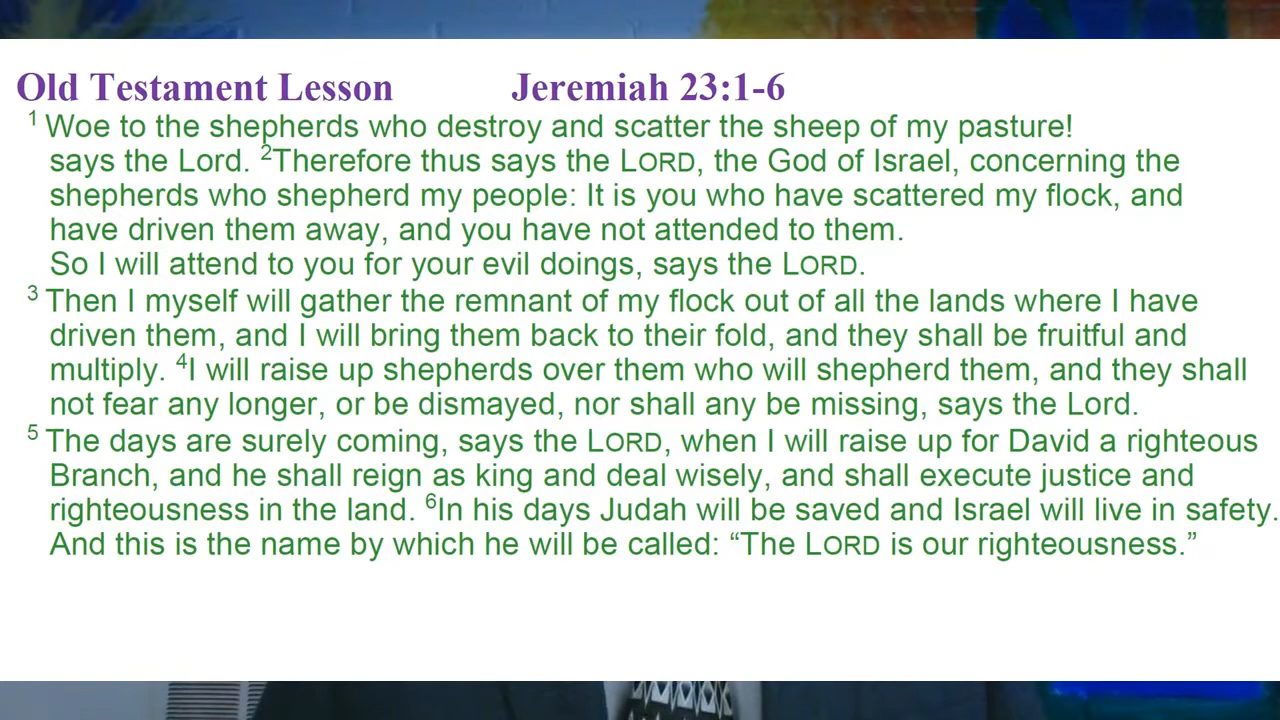 Old Testament Lesson Jeremiah 23:1-6
1 Woe to the shepherds who destroy and scatter the sheep of my pasture!
says the Lord. 2Therefore thus says the LORD, the God of Israel, concerning the
shepherds who shepherd my people: It is you who have scattered my flock, and
have driven them away, and you have not attended to them.
So I will attend to you for your evil doings, says the LORD.
3 Then I myself will gather the remnant of my flock out of all the lands where I have
driven them, and I will bring them back to their fold, and they shall be fruitful and
multiply. 4I will raise up shepherds over them who will shepherd them, and they shall
not fear any longer, or be dismayed, nor shall any be missing, says the Lord.
5 The days are surely coming, says the LORD, when I will raise up for David a righteous
Branch, and he shall reign as king and deal wisely, and shall execute justice and
righteousness in the land. 6In his days Judah will be saved and Israel will live in safety.
And this is the name by which he will be called: “The LORD is our righteousness.”